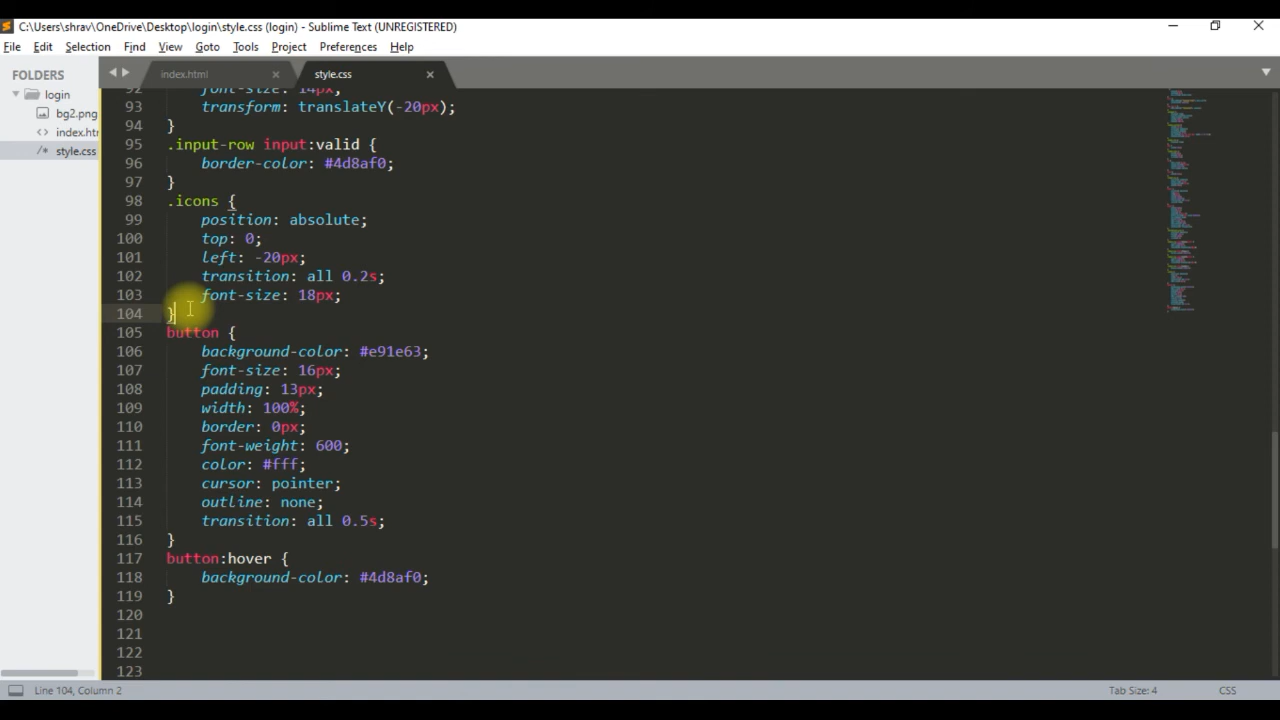 C:\Users\shrav\OneDrive\Desktop\login\style.css (login) - Sublime Text (UNREGISTERED)
File Edit Selection Find View Goto Tools Project Preferences Help
FOLDERS
login
bg2.png
index.htm
style.css
index.html
style.css
92 font-size: 14px;
93 transform: translateY(-20px);
94 }
95 .input-row input:valid {
96 border-color: #4d8af0;
97 }
98 .icons {
99 position: absolute;
100 top: 0;
101 left: -20px;
102 transition: all 0.2s;
103 font-size: 18px;
104 }
105 button {
106 background-color: #e91e63;
107 font-size: 16px;
108 padding: 13px;
109 width: 100%;
110 border: 0px;
111 font-weight: 600;
112 color: #fff;
113 cursor: pointer;
114 outline: none;
115 transition: all 0.5s;
116 }
117 button:hover {
118 background-color: #4d8af0;
119 }
120
121
122
123
Line 104, Column 2
Tab Size: 4
CSS